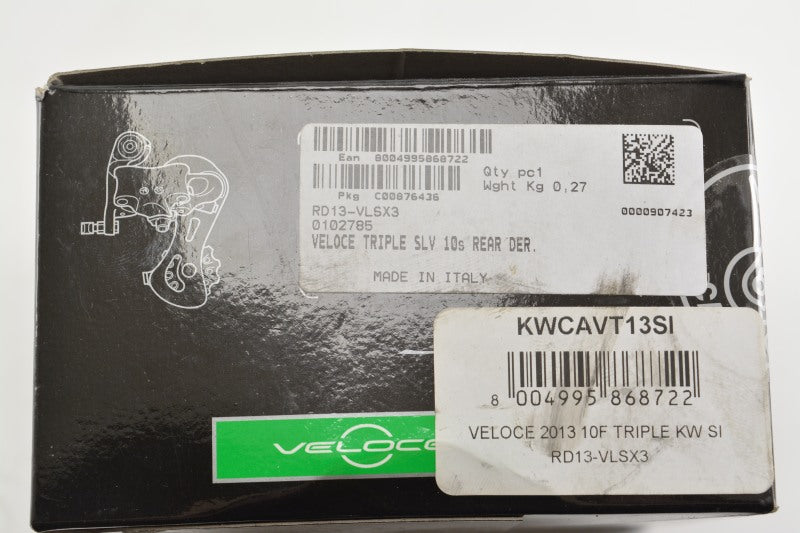 Ean 8004995868722
Qty pc1
Wght Kg 0,27
Pkg C00876436
0000907423
RD13-VLSX3
0102785
VELOCE TRIPLE SLV 10s REAR DER.
MADE IN ITALY
KWCAVT13SI
8 004995 868722
VELOCE 2013 10F TRIPLE KW SI
RD13-VLSX3
VELOCE